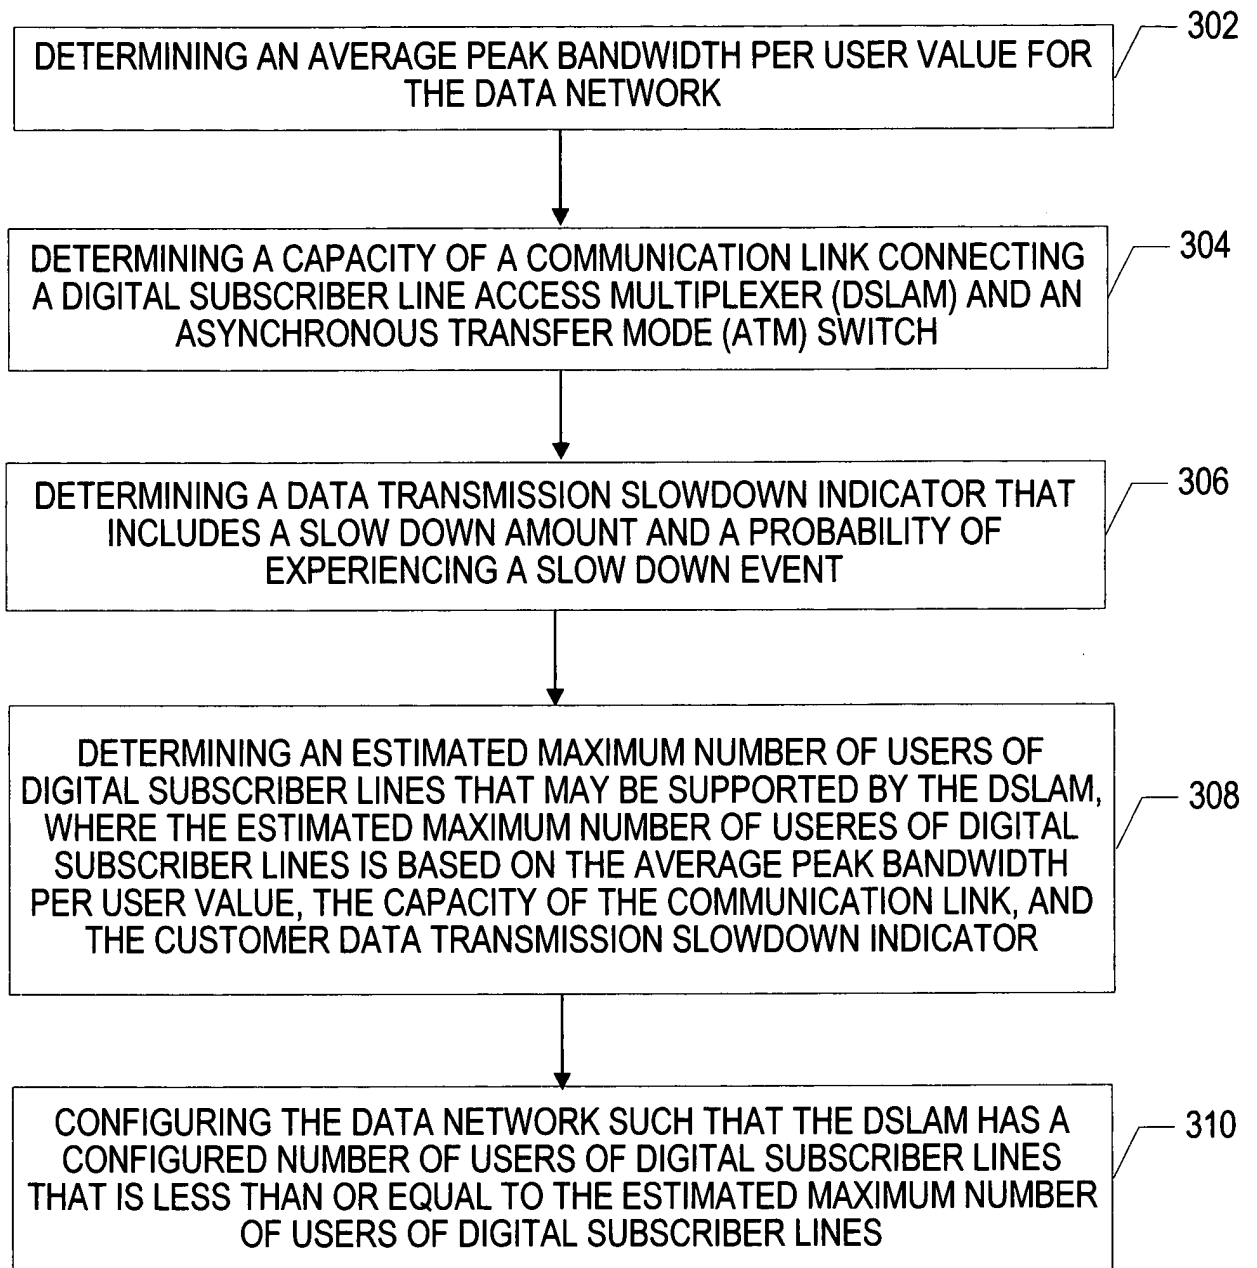 302
DETERMINING AN AVERAGE PEAK BANDWIDTH PER USER VALUE FOR
THE DATA NETWORK
304
DETERMINING A CAPACITY OF A COMMUNICATION LINK CONNECTING
A DIGITAL SUBSCRIBER LINE ACCESS MULTIPLEXER (DSLAM) AND AN
ASYNCHRONOUS TRANSFER MODE (ATM) SWITCH
306
DETERMINING A DATA TRANSMISSION SLOWDOWN INDICATOR THAT
INCLUDES A SLOW DOWN AMOUNT AND A PROBABILITY OF
EXPERIENCING A SLOW DOWN EVENT
308
DETERMINING AN ESTIMATED MAXIMUM NUMBER OF USERS OF
DIGITAL SUBSCRIBER LINES THAT MAY BE SUPPORTED BY THE DSLAM,
WHERE THE ESTIMATED MAXIMUM NUMBER OF USERES OF DIGITAL
SUBSCRIBER LINES IS BASED ON THE AVERAGE PEAK BANDWIDTH
PER USER VALUE, THE CAPACITY OF THE COMMUNICATION LINK, AND
THE CUSTOMER DATA TRANSMISSION SLOWDOWN INDICATOR
310
CONFIGURING THE DATA NETWORK SUCH THAT THE DSLAM HAS A
CONFIGURED NUMBER OF USERS OF DIGITAL SUBSCRIBER LINES
THAT IS LESS THAN OR EQUAL TO THE ESTIMATED MAXIMUM NUMBER
OF USERS OF DIGITAL SUBSCRIBER LINES